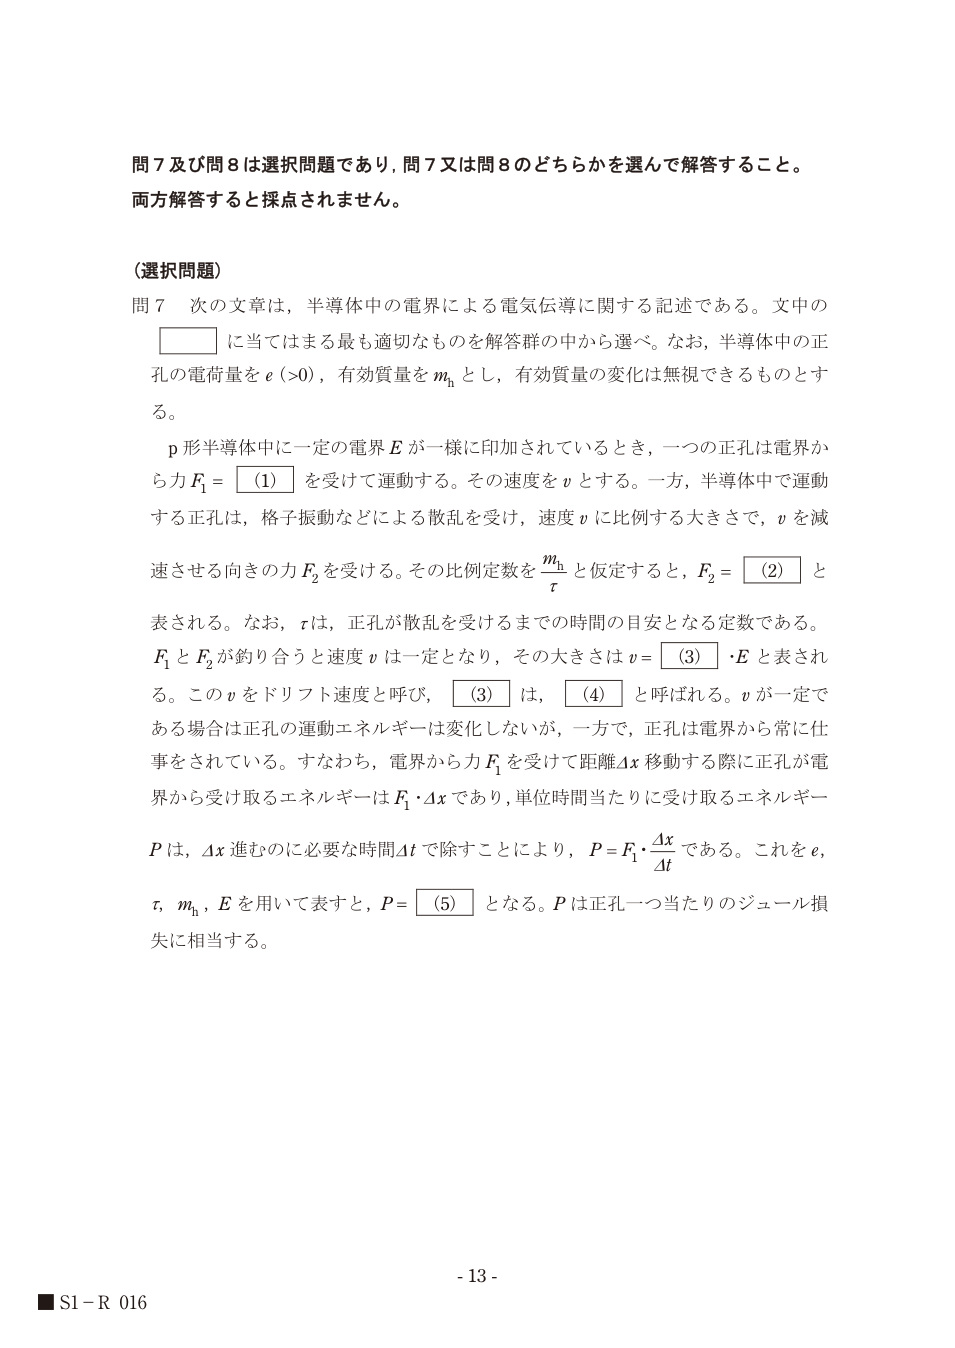 問７及び問８は選択問題であり，問７又は問８のどちらかを選んで解答すること。
両方解答すると採点されません。
（選択問題）
問７　次の文章は，半導体中の電界による電気伝導に関する記述である。文中の
に当てはまる最も適切なものを解答群の中から選べ。なお，半導体中の正
孔の電荷量を e (>0)，有効質量を m_h とし，有効質量の変化は無視できるものとす
る。
p 形半導体中に一定の電界 E が一様に印加されているとき，一つの正孔は電界か
ら力 F_1 = (1) を受けて運動する。その速度を v とする。一方，半導体中で運動
する正孔は，格子振動などによる散乱を受け，速度 v に比例する大きさで，v を減
速させる向きの力 F_2 を受ける。その比例定数を m_h/τ と仮定すると，F_2 = (2) と
表される。なお，τは，正孔が散乱を受けるまでの時間の目安となる定数である。
F_1 と F_2 が釣り合うと速度 v は一定となり，その大きさは v = (3) ・E と表され
る。この v をドリフト速度と呼び， (3) は， (4) と呼ばれる。v が一定で
ある場合は正孔の運動エネルギーは変化しないが，一方で，正孔は電界から常に仕
事をされている。すなわち，電界から力 F_1 を受けて距離Δx 移動する際に正孔が電
界から受け取るエネルギーは F_1・Δx であり，単位時間当たりに受け取るエネルギー
P は，Δx 進むのに必要な時間Δt で除すことにより，P = F_1・Δx/Δt である。これを e，
τ，m_h，E を用いて表すと，P = (5) となる。P は正孔一つ当たりのジュール損
失に相当する。
- 13 -
■ S1－R 016